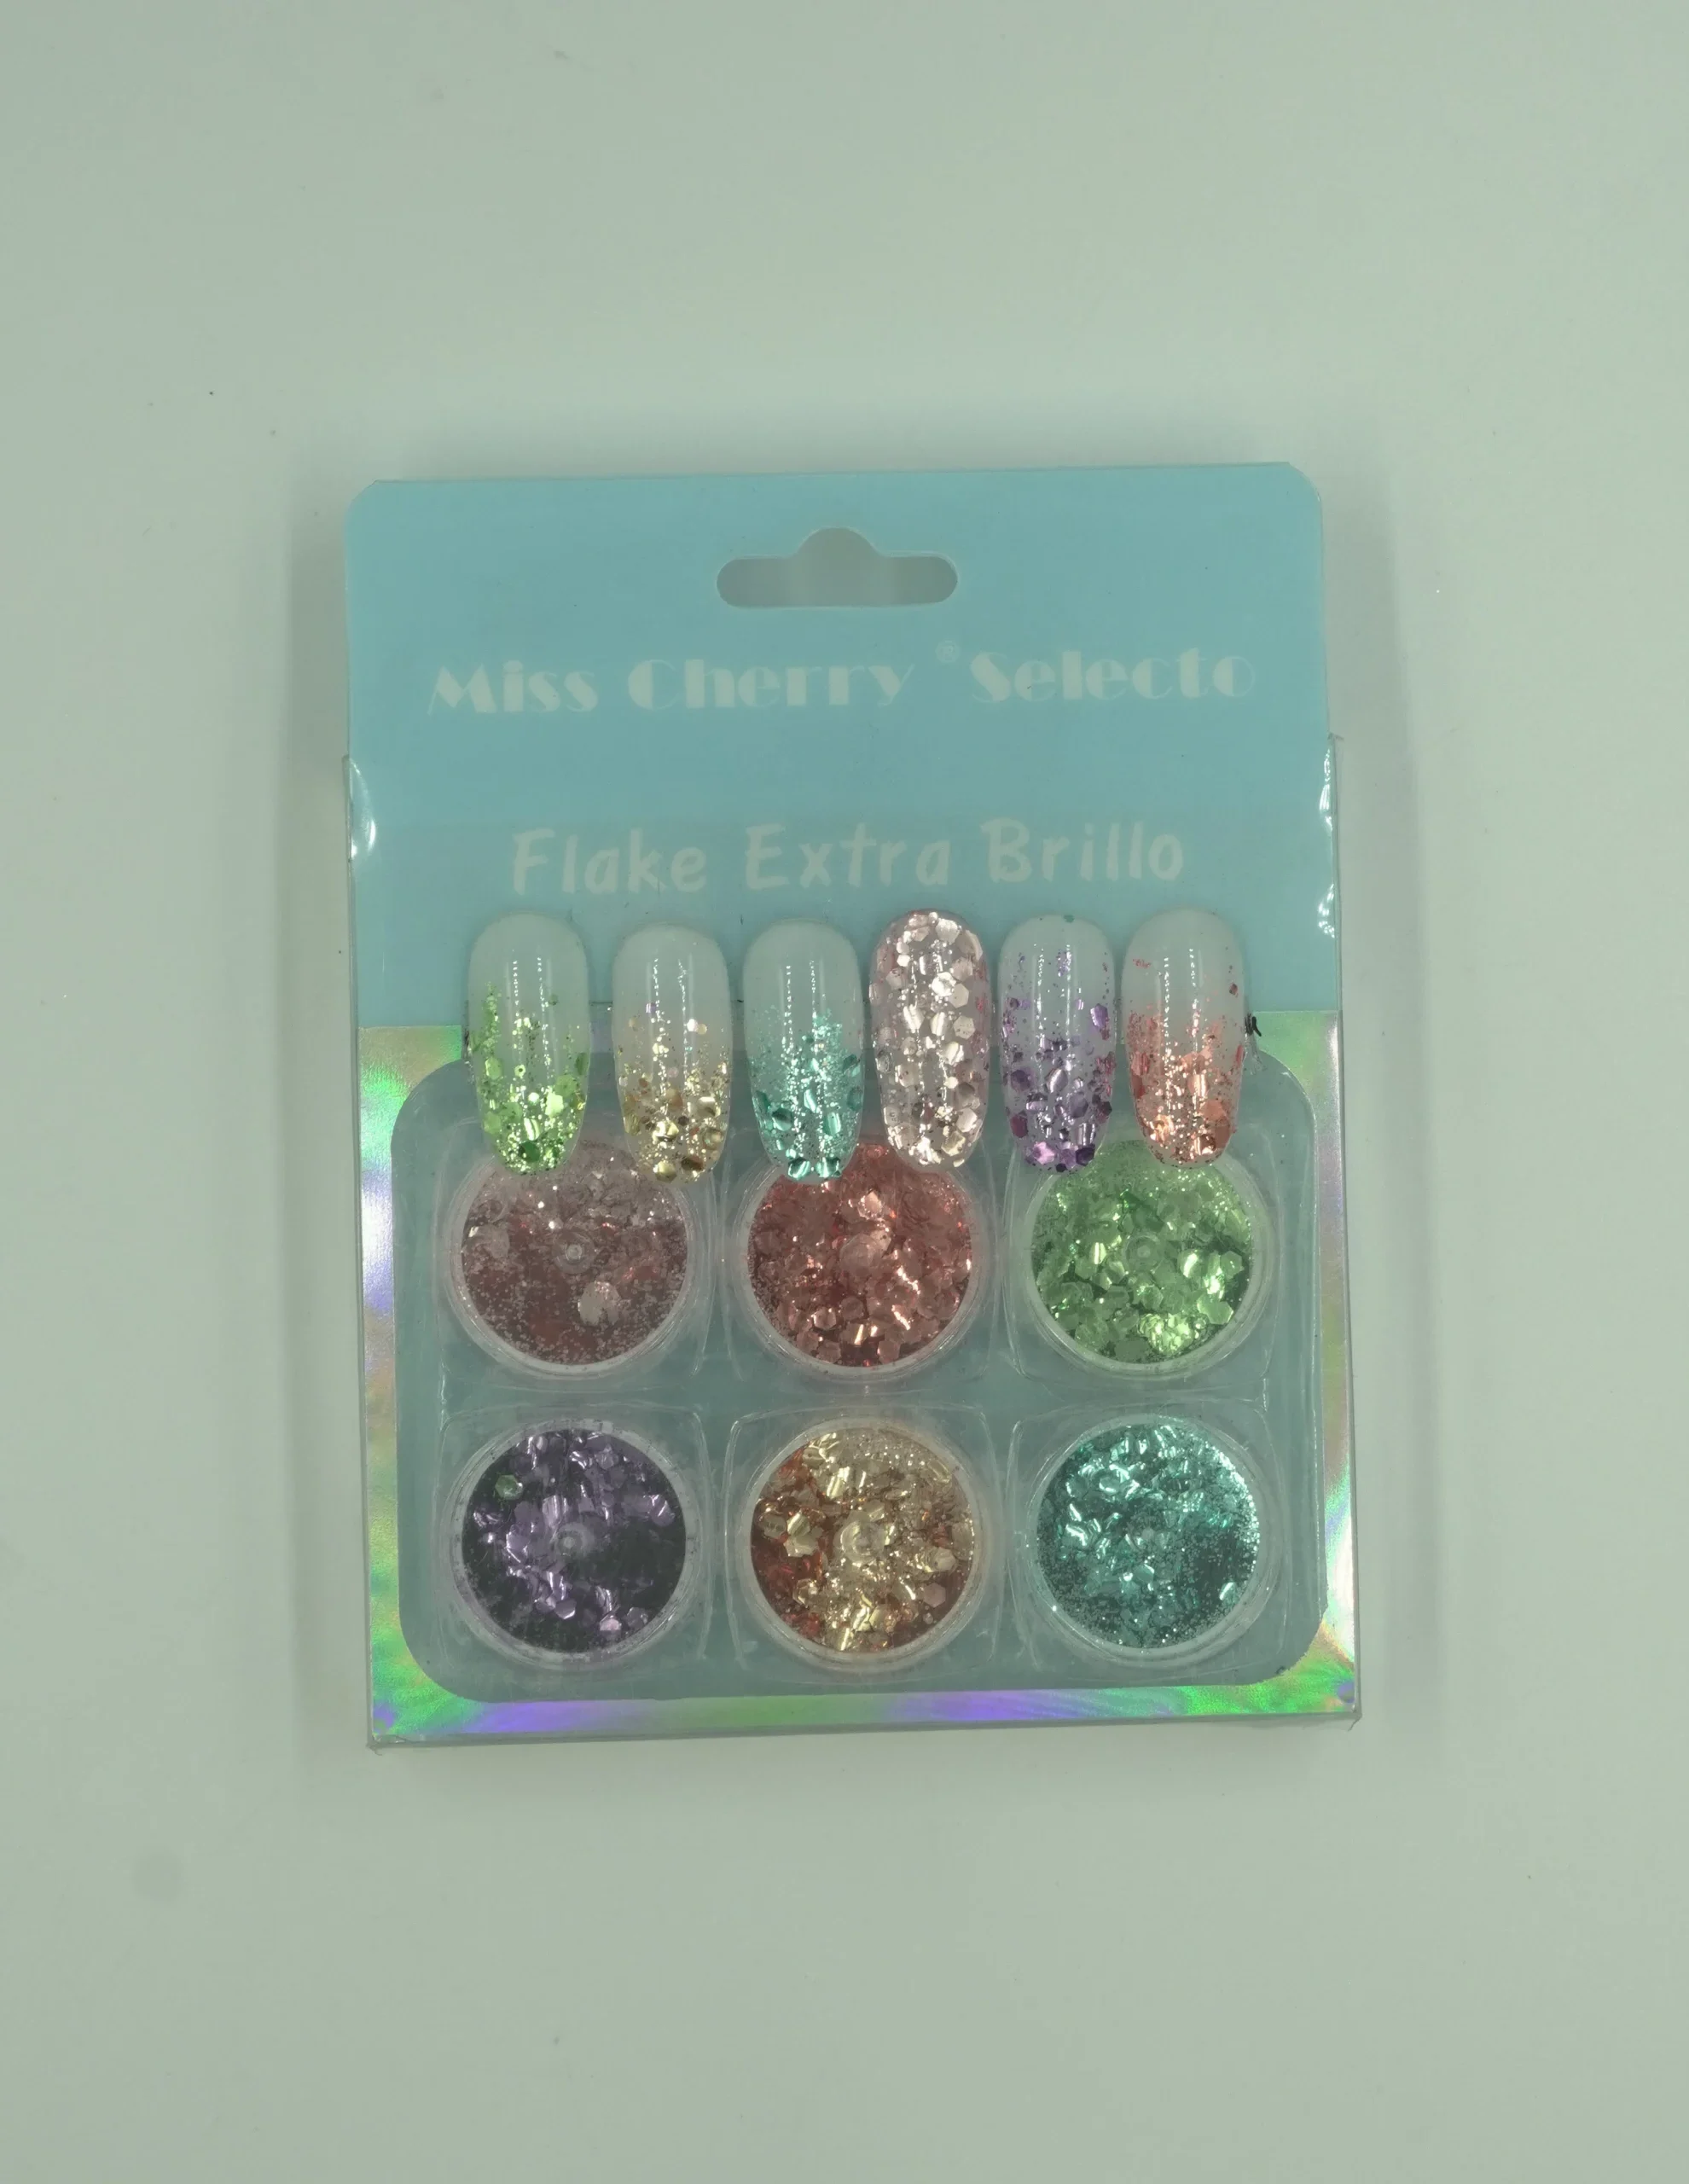 Miss Cherry® Selecto
Flake Extra Brillo